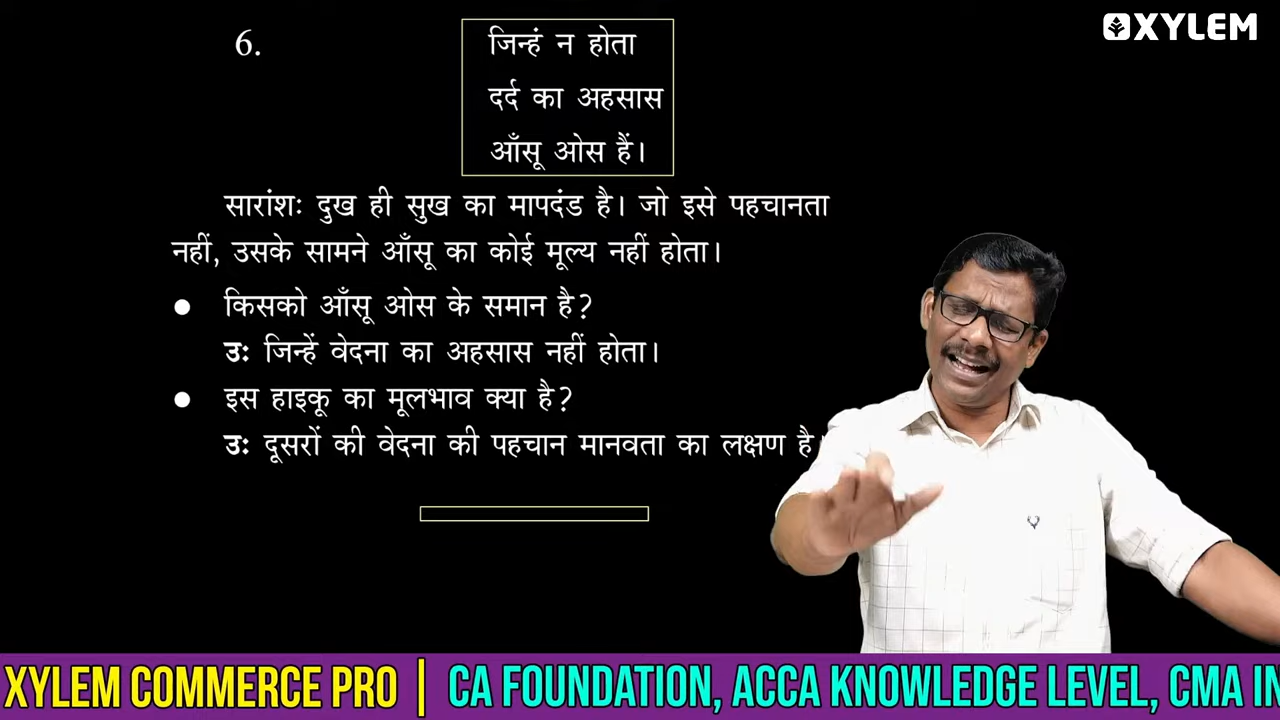 XYLEM
6.
जिन्हं न होता
दर्द का अहसास
आँसू ओस हैं।
सारांशः दुख ही सुख का मापदंड है। जो इसे पहचानता
नहीं, उसके सामने आँसू का कोई मूल्य नहीं होता।
● किसको आँसू ओस के समान है?
उः जिन्हें वेदना का अहसास नहीं होता।
● इस हाइकू का मूलभाव क्या है?
उः दूसरों की वेदना की पहचान मानवता का लक्षण है।
XYLEM COMMERCE PRO | CA FOUNDATION, ACCA KNOWLEDGE LEVEL, CMA IN